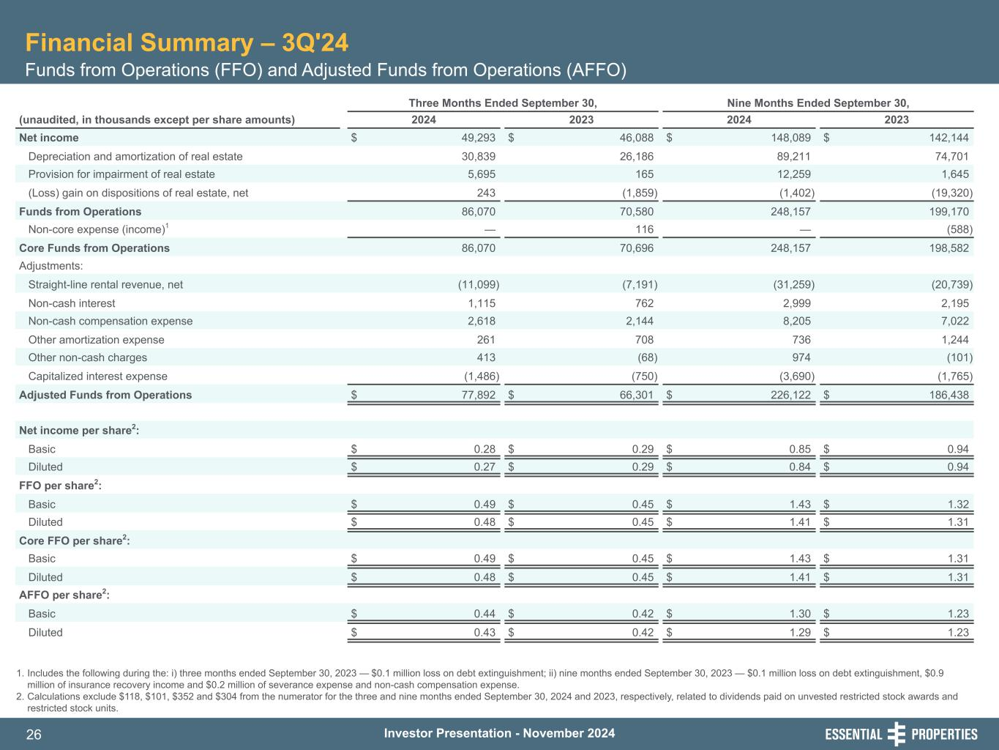 Financial Summary – 3Q'24
Funds from Operations (FFO) and Adjusted Funds from Operations (AFFO)
Three Months Ended September 30, Nine Months Ended September 30,
(unaudited, in thousands except per share amounts) 2024 2023 2024 2023
Net income $ 49,293 $ 46,088 $ 148,089 $ 142,144
Depreciation and amortization of real estate 30,839 26,186 89,211 74,701
Provision for impairment of real estate 5,695 165 12,259 1,645
(Loss) gain on dispositions of real estate, net 243 (1,859) (1,402) (19,320)
Funds from Operations 86,070 70,580 248,157 199,170
Non-core expense (income)1 — 116 — (588)
Core Funds from Operations 86,070 70,696 248,157 198,582
Adjustments:
Straight-line rental revenue, net (11,099) (7,191) (31,259) (20,739)
Non-cash interest 1,115 762 2,999 2,195
Non-cash compensation expense 2,618 2,144 8,205 7,022
Other amortization expense 261 708 736 1,244
Other non-cash charges 413 (68) 974 (101)
Capitalized interest expense (1,486) (750) (3,690) (1,765)
Adjusted Funds from Operations $ 77,892 $ 66,301 $ 226,122 $ 186,438
Net income per share2:
Basic $ 0.28 $ 0.29 $ 0.85 $ 0.94
Diluted $ 0.27 $ 0.29 $ 0.84 $ 0.94
FFO per share2:
Basic $ 0.49 $ 0.45 $ 1.43 $ 1.32
Diluted $ 0.48 $ 0.45 $ 1.41 $ 1.31
Core FFO per share2:
Basic $ 0.49 $ 0.45 $ 1.43 $ 1.31
Diluted $ 0.48 $ 0.45 $ 1.41 $ 1.31
AFFO per share2:
Basic $ 0.44 $ 0.42 $ 1.30 $ 1.23
Diluted $ 0.43 $ 0.42 $ 1.29 $ 1.23
1. Includes the following during the: i) three months ended September 30, 2023 — $0.1 million loss on debt extinguishment; ii) nine months ended September 30, 2023 — $0.1 million loss on debt extinguishment, $0.9
million of insurance recovery income and $0.2 million of severance expense and non-cash compensation expense.
2. Calculations exclude $118, $101, $352 and $304 from the numerator for the three and nine months ended September 30, 2024 and 2023, respectively, related to dividends paid on unvested restricted stock awards and
restricted stock units.
26 Investor Presentation - November 2024 ESSENTIAL PROPERTIES